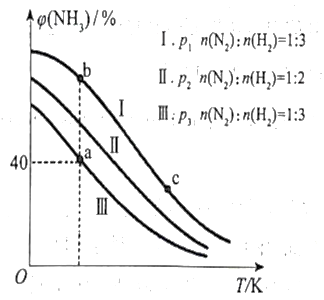 φ(NH₃)/%
Ⅰ. p₁ n(N₂):n(H₂)=1:3
Ⅱ. p₂ n(N₂):n(H₂)=1:2
Ⅲ. p₃ n(N₂):n(H₂)=1:3
b
Ⅰ
Ⅱ
40
a
c
Ⅲ
O
T/K